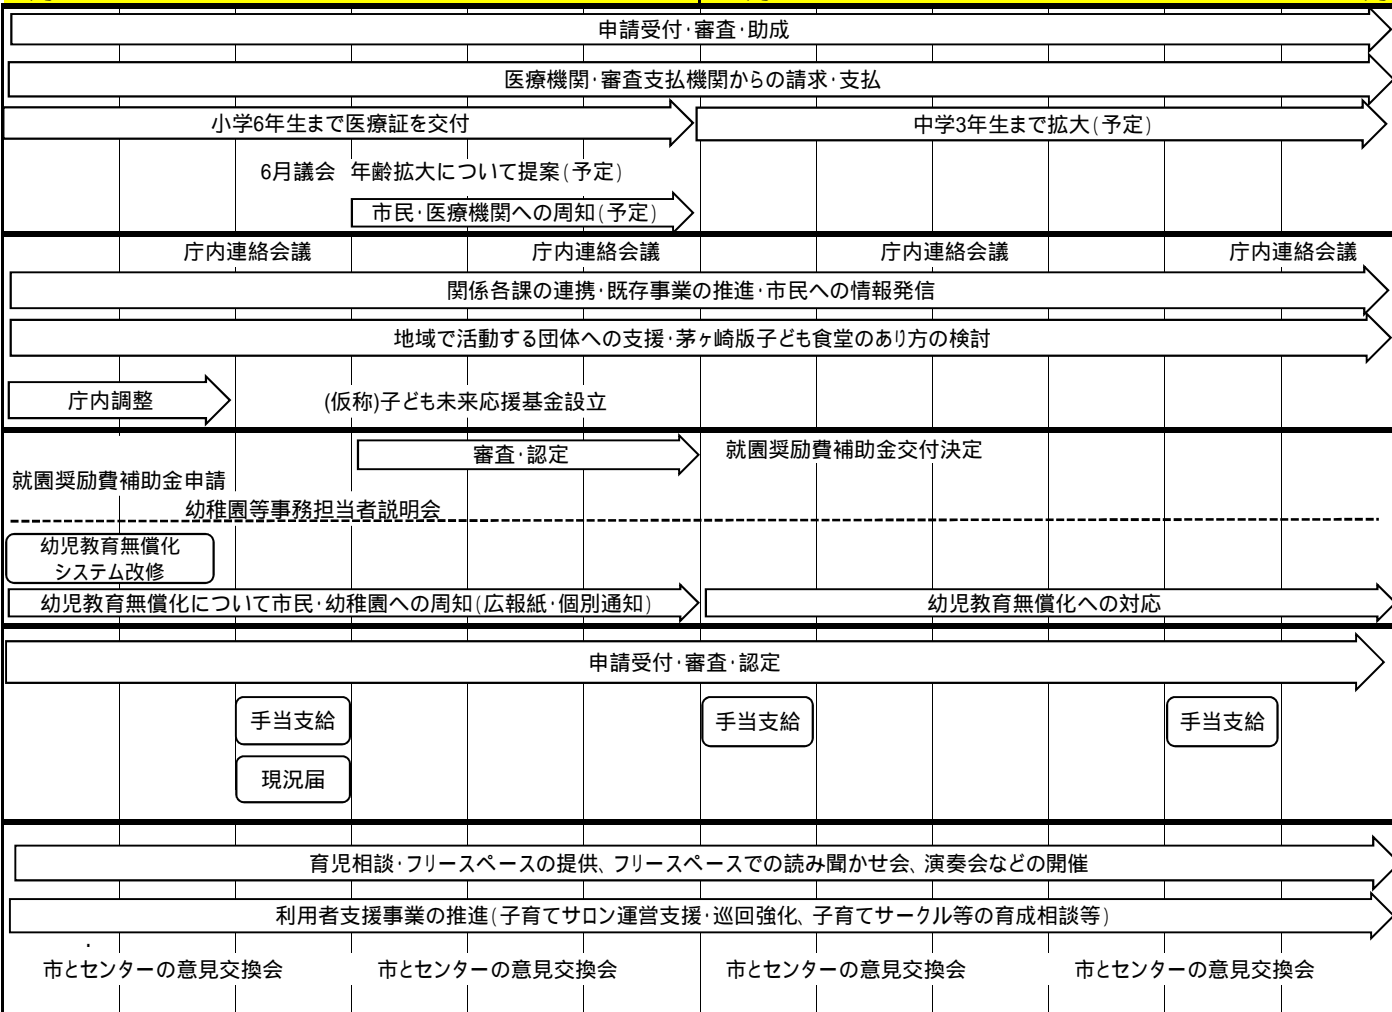 申請受付・審査・助成
医療機関・審査支払機関からの請求・支払
小学6年生まで医療証を交付
中学3年生まで拡大(予定)
6月議会 年齢拡大について提案(予定)
市民・医療機関への周知(予定)
庁内連絡会議
庁内連絡会議
庁内連絡会議
庁内連絡会議
関係各課の連携・既存事業の推進・市民への情報発信
地域で活動する団体への支援・茅ヶ崎版子ども食堂のあり方の検討
庁内調整
(仮称)子ども未来応援基金設立
審査・認定
就園奨励費補助金交付決定
就園奨励費補助金申請
幼稚園等事務担当者説明会
幼児教育無償化
システム改修
幼児教育無償化について市民・幼稚園への周知(広報紙・個別通知)
幼児教育無償化への対応
申請受付・審査・認定
手当支給
手当支給
手当支給
現況届
育児相談・フリースペースの提供、フリースペースでの読み聞かせ会、演奏会などの開催
利用者支援事業の推進(子育てサロン運営支援・巡回強化、子育てサークル等の育成相談等)
市とセンターの意見交換会
市とセンターの意見交換会
市とセンターの意見交換会
市とセンターの意見交換会